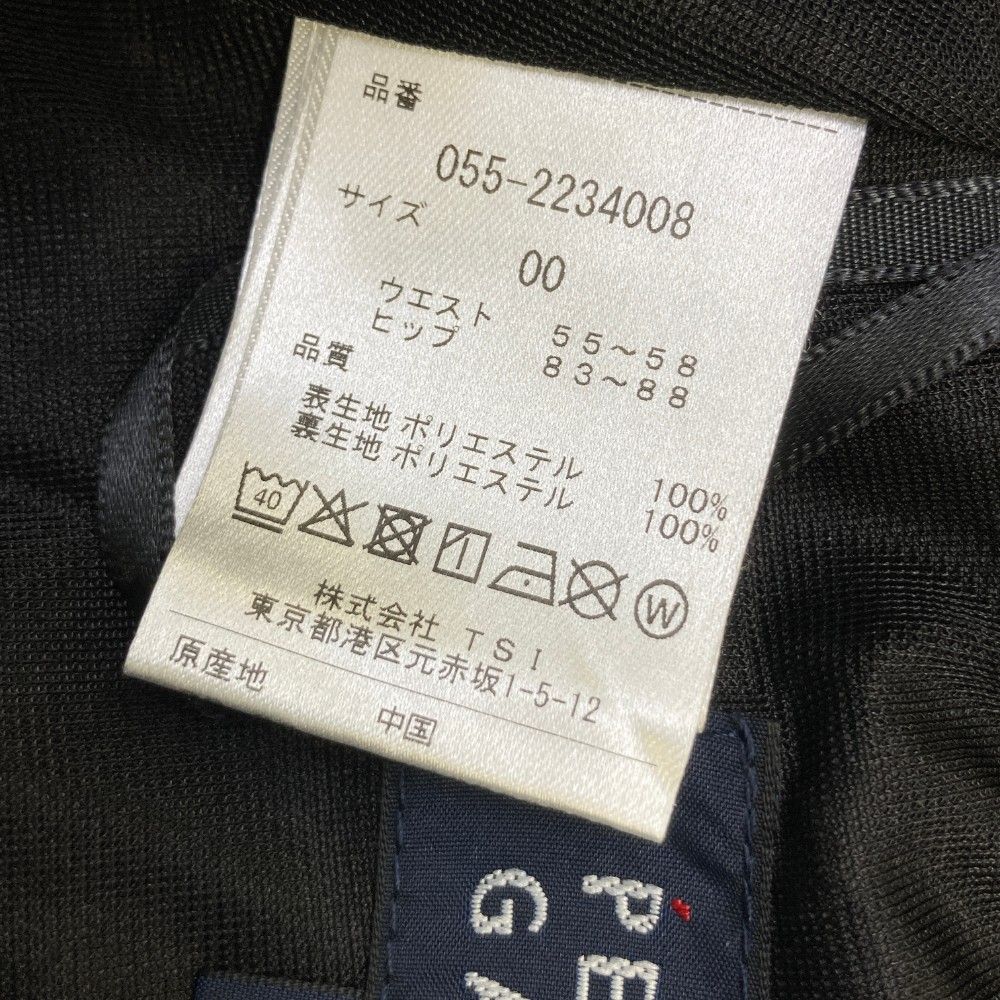 品番
055-2234008
サイズ
00
ウエスト 55~58
ヒップ 83~88
品質
表生地 ポリエステル 100%
裏生地 ポリエステル 100%
40
W
株式会社 TSI
東京都港区元赤坂1-5-12
原産地
中国
PE
GA